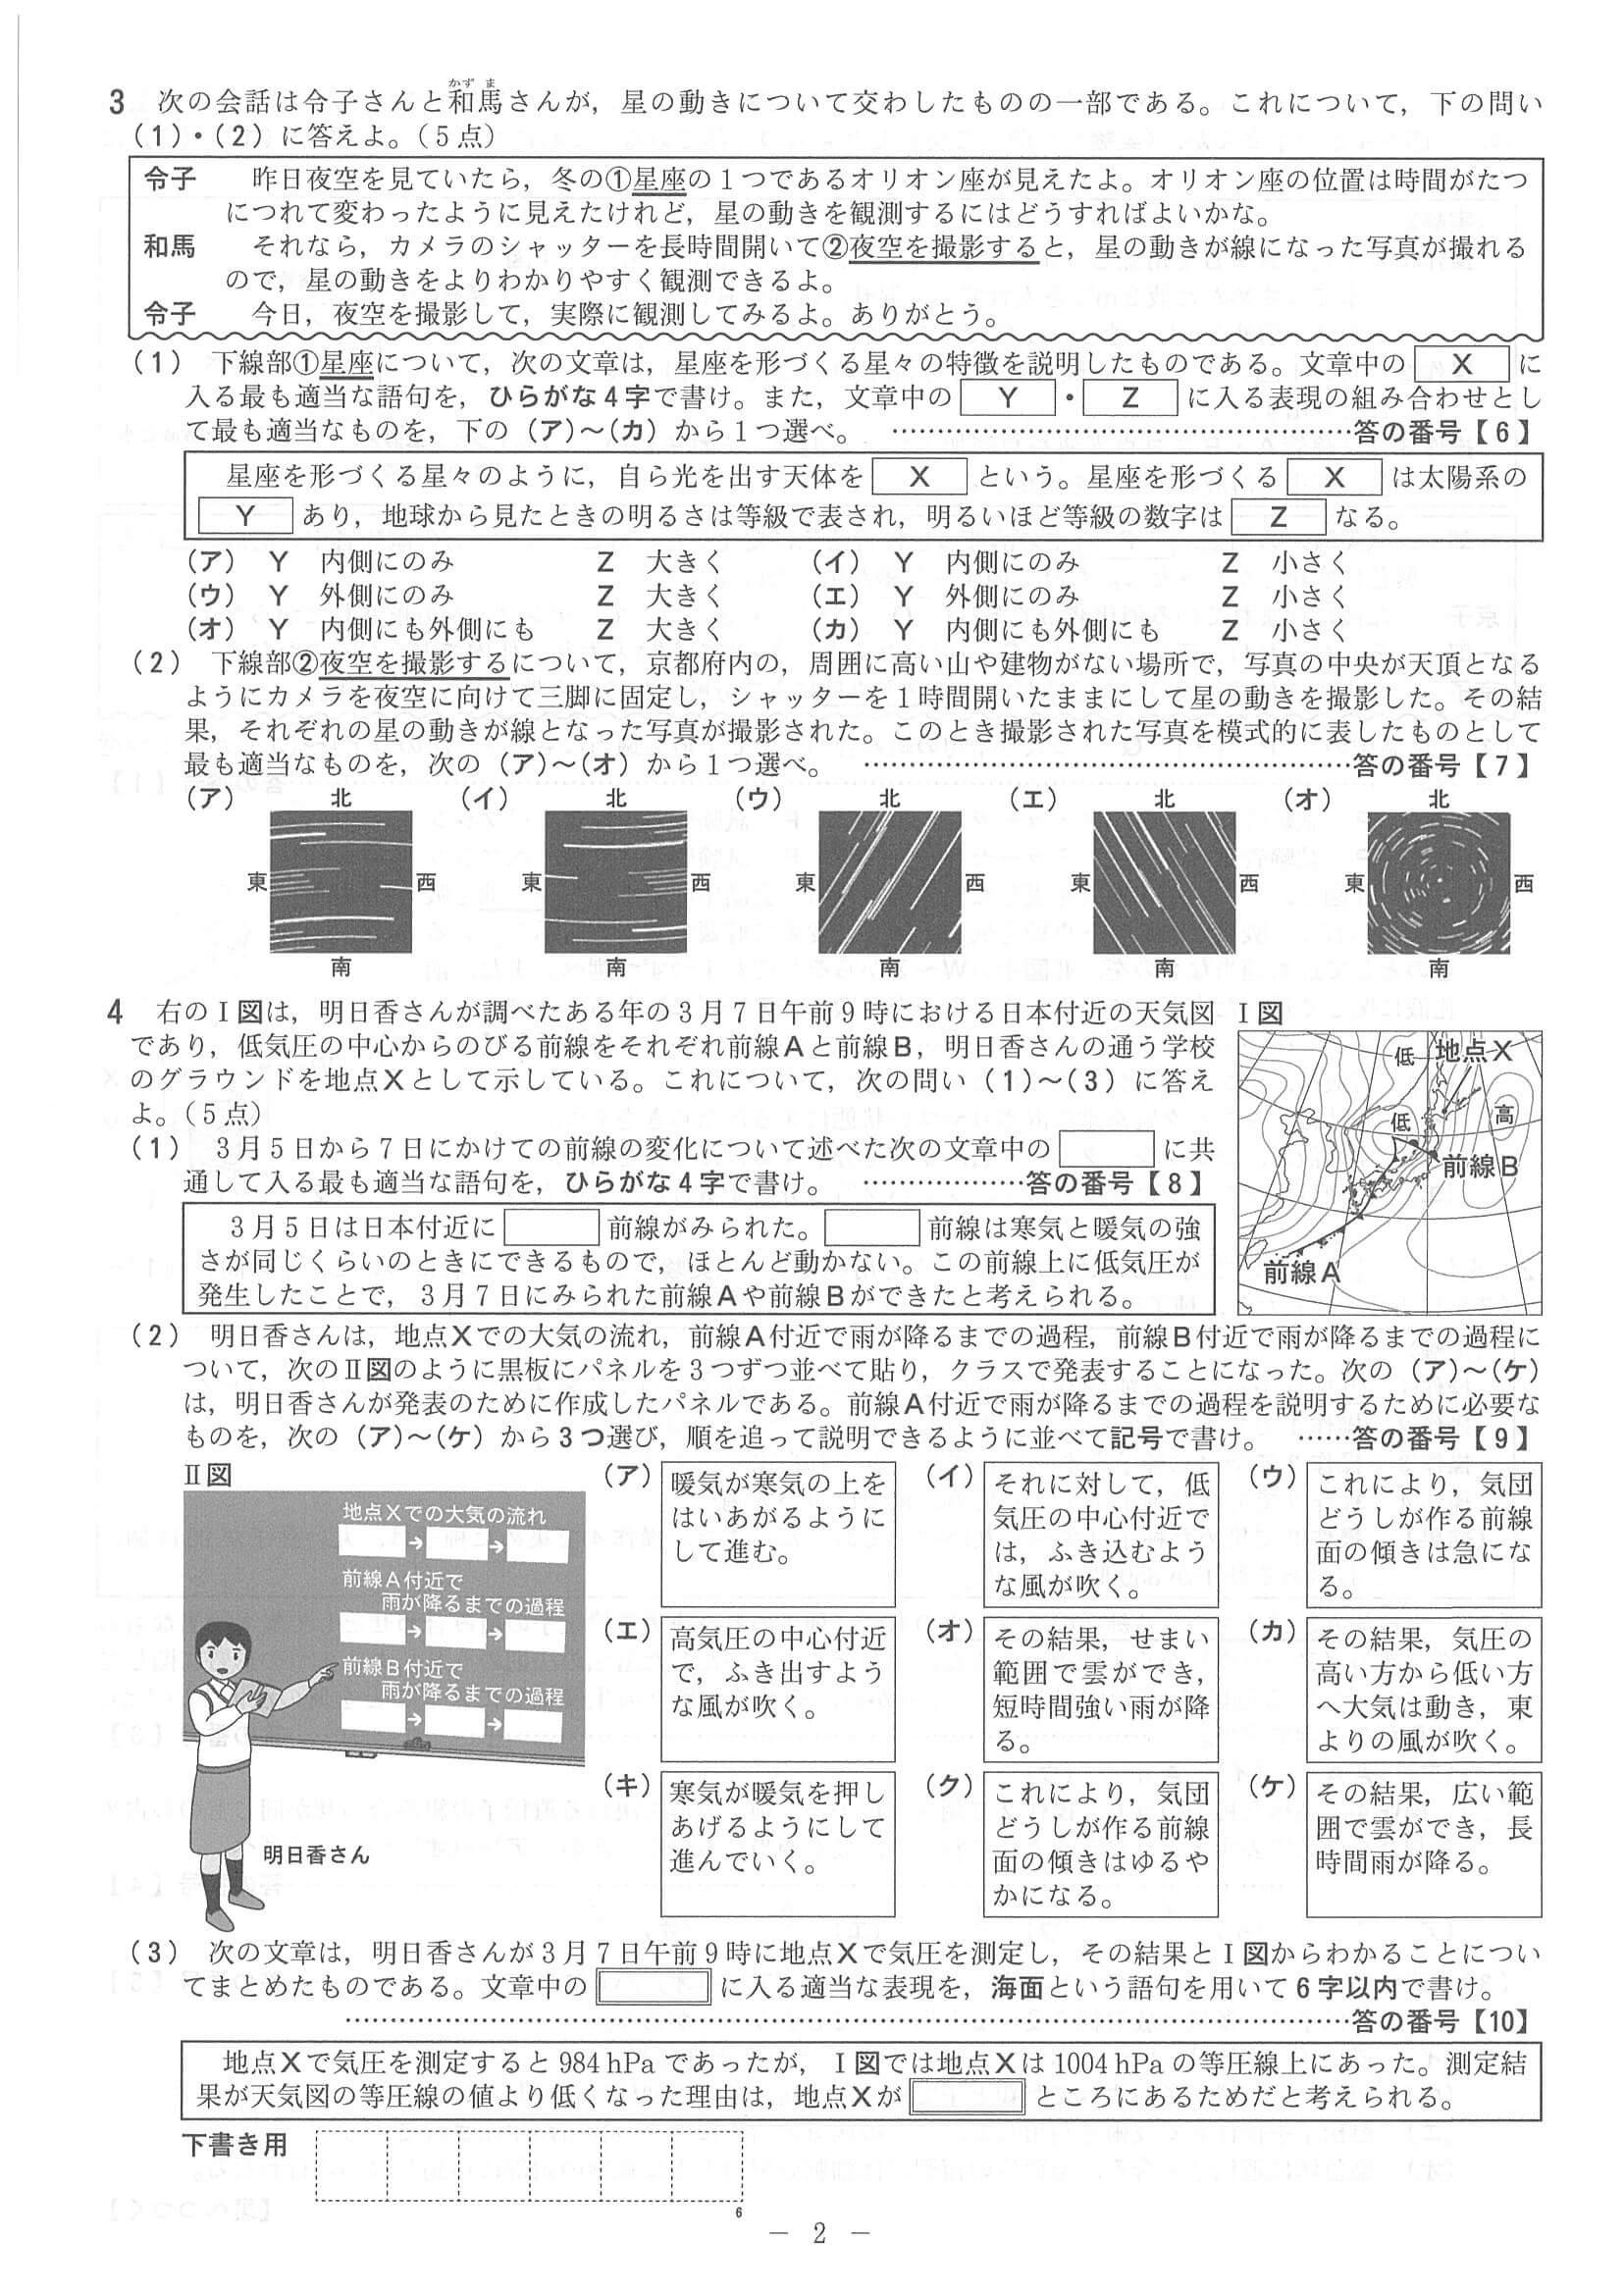 3 次の会話は令子さんと和馬さんが，星の動きについて交わしたものの一部である。これについて，下の問い
かず ま
(1)・(2) に答えよ。(5点)
令子 昨日夜空を見ていたら，冬の①星座の1つであるオリオン座が見えたよ。オリオン座の位置は時間がたつ
につれて変わったように見えたけれど，星の動きを観測するにはどうすればよいかな。
和馬 それなら，カメラのシャッターを長時間開いて②夜空を撮影すると，星の動きが線になった写真が撮れる
ので，星の動きをよりわかりやすく観測できるよ。
令子 今日，夜空を撮影して，実際に観測してみるよ。ありがとう。
(1) 下線部①星座について，次の文章は，星座を形づくる星々の特徴を説明したものである。文章中の X に
入る最も適当な語句を，ひらがな4字で書け。また，文章中の Y ・ Z に入る表現の組み合わせとし
て最も適当なものを，下の (ア)～(カ) から1つ選べ。 ……………答の番号【6】
星座を形づくる星々のように，自ら光を出す天体を X という。星座を形づくる X は太陽系の
Y あり，地球から見たときの明るさは等級で表され，明るいほど等級の数字は Z なる。
(ア) Y 内側にのみ Z 大きく (イ) Y 内側にのみ Z 小さく
(ウ) Y 外側にのみ Z 大きく (エ) Y 外側にのみ Z 小さく
(オ) Y 内側にも外側にも Z 大きく (カ) Y 内側にも外側にも Z 小さく
(2) 下線部②夜空を撮影するについて，京都府内の，周囲に高い山や建物がない場所で，写真の中央が天頂となる
ようにカメラを夜空に向けて三脚に固定し，シャッターを1時間開いたままにして星の動きを撮影した。その結
果，それぞれの星の動きが線となった写真が撮影された。このとき撮影された写真を模式的に表したものとして
最も適当なものを，次の (ア)～(オ) から1つ選べ。 ……………答の番号【7】
(ア) 北 (イ) 北 (ウ) 北 (エ) 北 (オ) 北
東 西 東 西 東 西 東 西 東 西
南 南 南 南 南
4 右のⅠ図は，明日香さんが調べたある年の3月7日午前9時における日本付近の天気図
であり，低気圧の中心からのびる前線をそれぞれ前線Aと前線B，明日香さんの通う学校
のグラウンドを地点Xとして示している。これについて，次の問い (1)～(3) に答え
よ。(5点)
Ⅰ図
低 地点X
低 高
前線B
前線A
(1) 3月5日から7日にかけての前線の変化について述べた次の文章中の に共
通して入る最も適当な語句を，ひらがな4字で書け。 ……………答の番号【8】
3月5日は日本付近に 前線がみられた。 前線は寒気と暖気の強
さが同じくらいのときにできるもので，ほとんど動かない。この前線上に低気圧が
発生したことで，3月7日にみられた前線Aや前線Bができたと考えられる。
(2) 明日香さんは，地点Xでの大気の流れ，前線A付近で雨が降るまでの過程，前線B付近で雨が降るまでの過程に
ついて，次のⅡ図のように黒板にパネルを3つずつ並べて貼り，クラスで発表することになった。次の (ア)～(ケ)
は，明日香さんが発表のために作成したパネルである。前線A付近で雨が降るまでの過程を説明するために必要な
ものを，次の (ア)～(ケ) から3つ選び，順を追って説明できるように並べて記号で書け。 ……答の番号【9】
Ⅱ図
地点Xでの大気の流れ
→ →
前線A付近で
雨が降るまでの過程
→ →
前線B付近で
雨が降るまでの過程
→ →
明日香さん
(ア) 暖気が寒気の上を
はいあがるように
して進む。
(イ) それに対して，低
気圧の中心付近で
は，ふき込むよう
な風が吹く。
(ウ) これにより，気団
どうしが作る前線
面の傾きは急にな
る。
(エ) 高気圧の中心付近
で，ふき出すよう
な風が吹く。
(オ) その結果，せまい
範囲で雲ができ，
短時間強い雨が降
る。
(カ) その結果，気圧の
高い方から低い方
へ大気は動き，東
よりの風が吹く。
(キ) 寒気が暖気を押し
あげるようにして
進んでいく。
(ク) これにより，気団
どうしが作る前線
面の傾きはゆるや
かになる。
(ケ) その結果，広い範
囲で雲ができ，長
時間雨が降る。
(3) 次の文章は，明日香さんが3月7日午前9時に地点Xで気圧を測定し，その結果とⅠ図からわかることについ
てまとめたものである。文章中の に入る適当な表現を，海面という語句を用いて6字以内で書け。
……………答の番号【10】
地点Xで気圧を測定すると984 hPaであったが，Ⅰ図では地点Xは1004 hPaの等圧線上にあった。測定結
果が天気図の等圧線の値より低くなった理由は，地点Xが ところにあるためだと考えられる。
下書き用
6
— 2 —